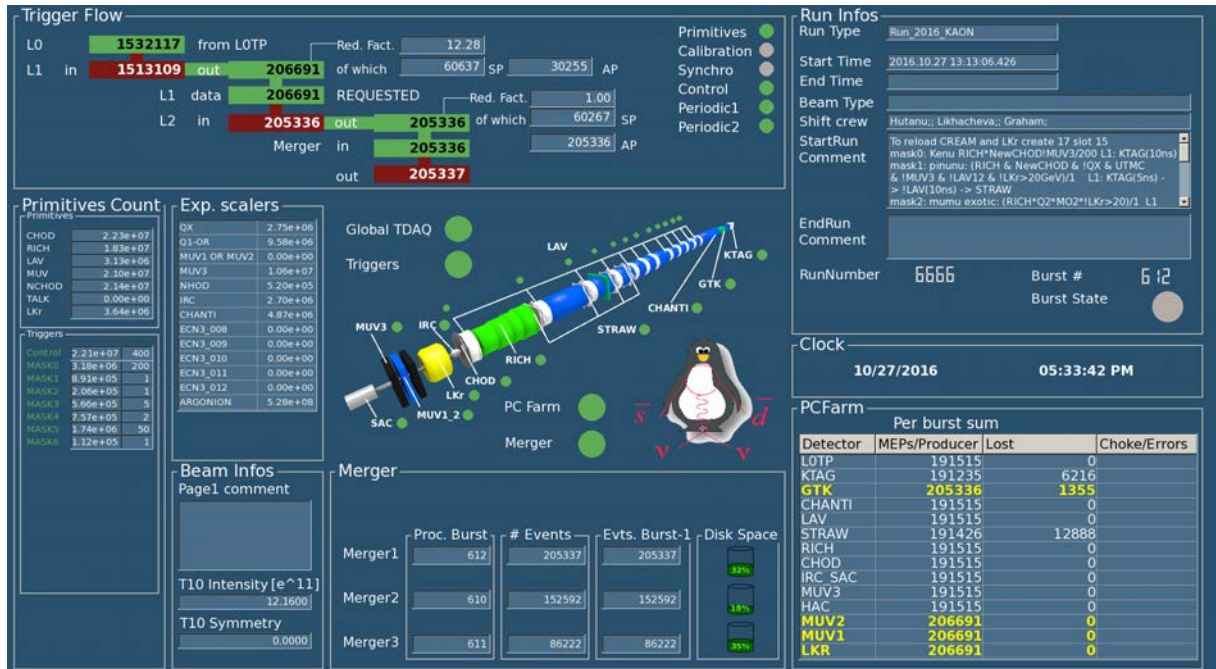 Trigger Flow
L0 1532117 from L0TP Red. Fact. 12.28
L1 in 1513109 out 206691 of which 60637 SP 30255 AP
L1 data 206691 REQUESTED Red. Fact. 1.00
L2 in 205336 out 205336 of which 60267 SP
Merger in 205336 205336 AP
out 205337
Primitives
Calibration
Synchro
Control
Periodic1
Periodic2
Run Infos
Run Type Run_2016_KAON
Start Time 2016.10.27 13:13:06.426
End Time
Beam Type
Shift crew Hutanu;; Likhacheva;; Graham;
StartRun Comment
To reload CREAM and LKr create 17 slot 15
mask0: Kenu RICH*NewCHOD!MUV3/200 L1: KTAG(10ns)
mask1: pinunu: (RICH & NewCHOD & !QX & UTMC
& !MUV3 & !LAV12 & !LKr>20GeV)/1 L1: KTAG(5ns) -
> !LAV(10ns) -> STRAW
mask2: mumu exotic: (RICH*Q2*MO2*!LKr>20)/1 L1
EndRun
Comment
RunNumber 6666 Burst # 612
Burst State
Primitives Count
Primitives
CHOD 2.23e+07
RICH 1.83e+07
LAV 3.13e+06
MUV 2.10e+07
NCHOD 2.14e+07
TALK 0.00e+00
LKr 3.64e+06
Triggers
Control 2.21e+07 400
MASK0 3.18e+06 200
MASK1 8.91e+05 1
MASK2 2.06e+05 1
MASK3 5.66e+05 5
MASK4 7.57e+05 2
MASK5 1.74e+06 50
MASK6 1.12e+05 1
Exp. scalers
QX 2.75e+06
Q1-OR 9.58e+06
MUV1 OR MUV2 0.00e+00
MUV3 1.06e+07
NHOD 5.20e+05
IRC 2.70e+06
CHANTI 4.87e+06
ECN3_008 0.00e+00
ECN3_009 0.00e+00
ECN3_010 0.00e+00
ECN3_011 0.00e+00
ECN3_012 0.00e+00
ARGONION 5.28e+08
Global TDAQ
Triggers
LAV
KTAG
GTK
CHANTI
STRAW
MUV3
IRC
RICH
CHOD
LKr
MUV1_2
SAC
PC Farm
Merger
s d
ν ν
Clock
10/27/2016 05:33:42 PM
PCFarm
Per burst sum
Detector MEPs/Producer Lost Choke/Errors
L0TP 191515 0
KTAG 191235 6216
GTK 205336 1355
CHANTI 191515 0
LAV 191515 0
STRAW 191426 12888
RICH 191515 0
CHOD 191515 0
IRC_SAC 191515 0
MUV3 191515 0
HAC 191515 0
MUV2 206691 0
MUV1 206691 0
LKR 206691 0
Beam Infos
Page1 comment
T10 Intensity [e^11]
12.1600
T10 Symmetry
0.0000
Merger
Proc. Burst # Events Evts. Burst-1 Disk Space
Merger1 612 205337 205337 32%
Merger2 610 152592 152592 18%
Merger3 611 86222 86222 35%